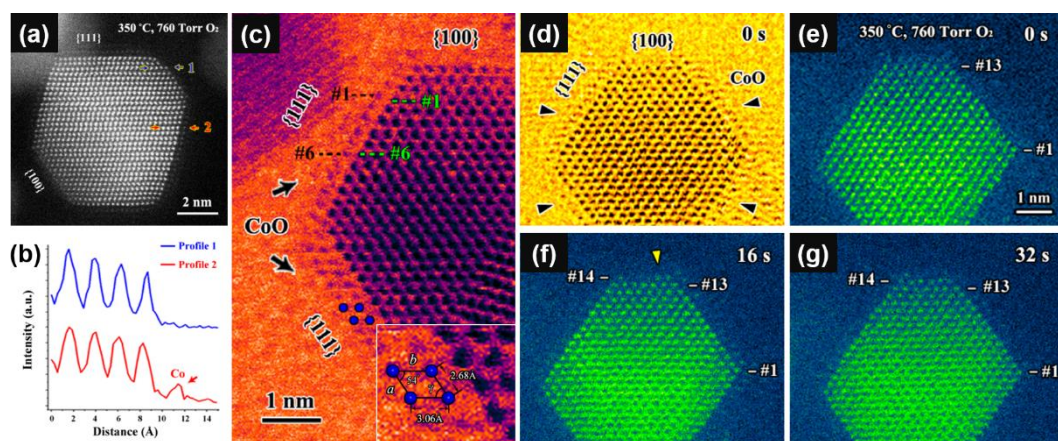 (a)
350 °C, 760 Torr O₂
{111}
1
2
{100}
2 nm
(b)
Profile 1
Profile 2
Co
Intensity (a.u.)
0 2 4 6 8 10 12 14
Distance (Å)
(c)
{100}
{111}
#1
#1
#6
#6
CoO
{111}
1 nm
b
a
2.68A
3.06A
(d)
0 s
{100}
{111}
CoO
(e)
350 °C, 760 Torr O₂
0 s
#13
#1
1 nm
(f)
16 s
#14
#13
#1
(g)
32 s
#14
#13
#1